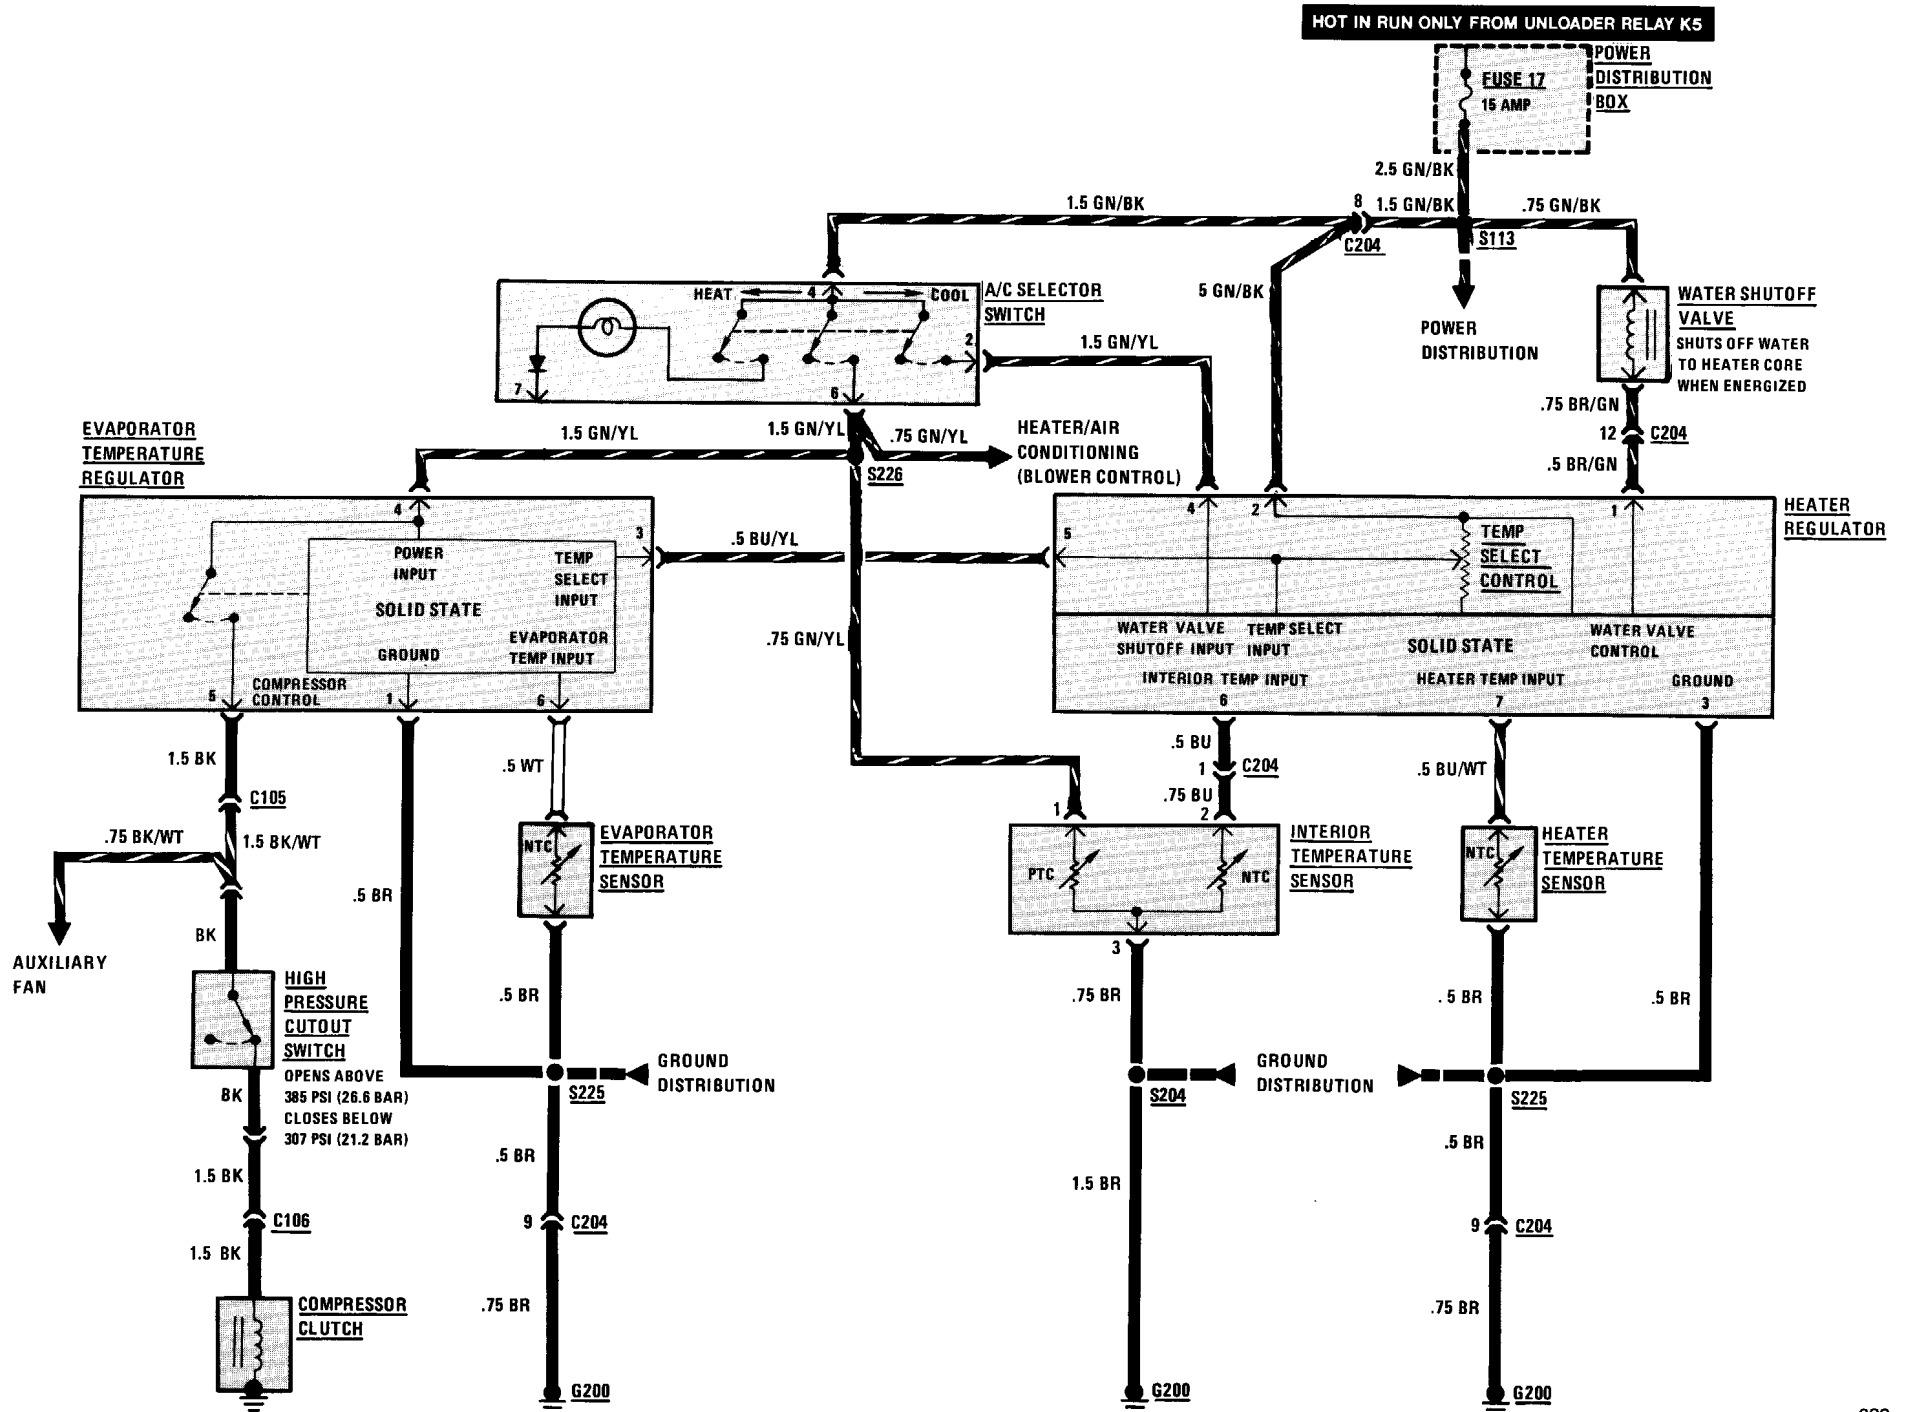 HOT IN RUN ONLY FROM UNLOADER RELAY K5
POWER
DISTRIBUTION
BOX
FUSE 17
15 AMP
2.5 GN/BK
1.5 GN/BK
8
1.5 GN/BK
.75 GN/BK
C204
S113
5 GN/BK
POWER
DISTRIBUTION
WATER SHUTOFF
VALVE
SHUTS OFF WATER
TO HEATER CORE
WHEN ENERGIZED
HEAT
4
COOL
A/C SELECTOR
SWITCH
2
7
6
1.5 GN/YL
.75 BR/GN
12
C204
.5 BR/GN
EVAPORATOR
TEMPERATURE
REGULATOR
1.5 GN/YL
1.5 GN/YL
.75 GN/YL
S226
HEATER/AIR
CONDITIONING
(BLOWER CONTROL)
4
3
POWER
INPUT
TEMP
SELECT
INPUT
SOLID STATE
EVAPORATOR
TEMP INPUT
GROUND
COMPRESSOR
CONTROL
5
1
6
.5 BU/YL
.75 GN/YL
HEATER
REGULATOR
4
2
1
5
TEMP
SELECT
CONTROL
WATER VALVE
SHUTOFF INPUT
TEMP SELECT
INPUT
SOLID STATE
WATER VALVE
CONTROL
INTERIOR TEMP INPUT
HEATER TEMP INPUT
GROUND
6
7
3
1.5 BK
C105
.75 BK/WT
1.5 BK/WT
.5 WT
.5 BR
NTC
EVAPORATOR
TEMPERATURE
SENSOR
.5 BU
1
C204
.75 BU
1
2
PTC
NTC
INTERIOR
TEMPERATURE
SENSOR
3
.5 BU/WT
NTC
HEATER
TEMPERATURE
SENSOR
AUXILIARY
FAN
BK
HIGH
PRESSURE
CUTOUT
SWITCH
OPENS ABOVE
385 PSI (26.6 BAR)
CLOSES BELOW
307 PSI (21.2 BAR)
.5 BR
.75 BR
.5 BR
.5 BR
GROUND
DISTRIBUTION
S225
S204
GROUND
DISTRIBUTION
S225
BK
1.5 BK
C106
1.5 BK
COMPRESSOR
CLUTCH
.5 BR
9
C204
.75 BR
G200
1.5 BR
G200
.5 BR
9
C204
.75 BR
G200